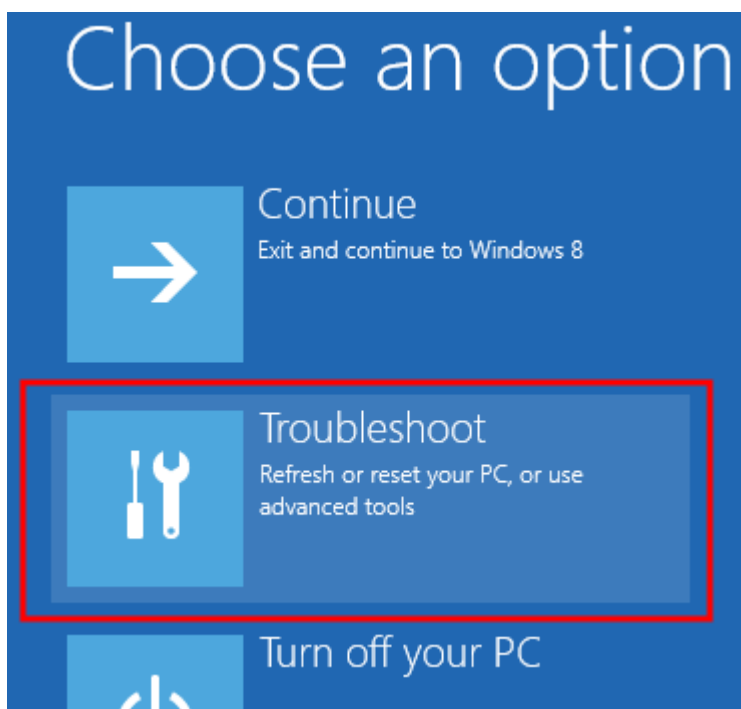 Choose an option
Continue
Exit and continue to Windows 8
Troubleshoot
Refresh or reset your PC, or use
advanced tools
Turn off your PC